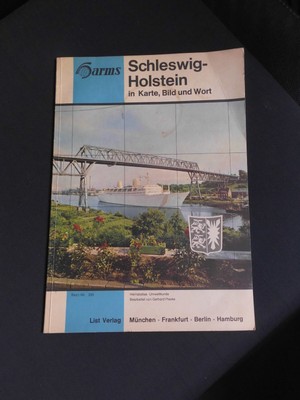 Harms
Schleswig-
Holstein
in Karte, Bild und Wort
List Verlag München · Frankfurt · Berlin · Hamburg